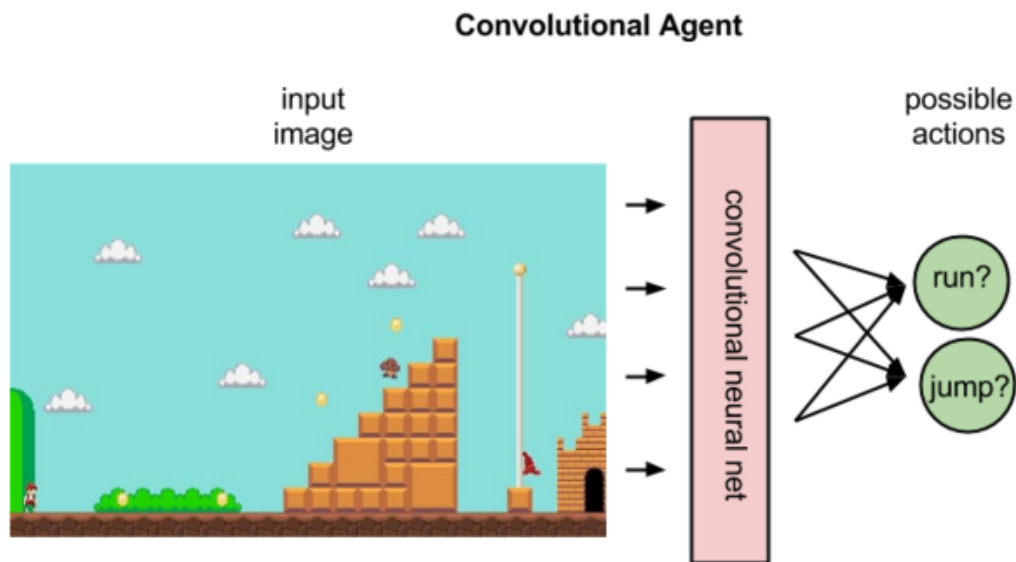 Convolutional Agent
input
image
possible
actions
convolutional neural net
run?
jump?